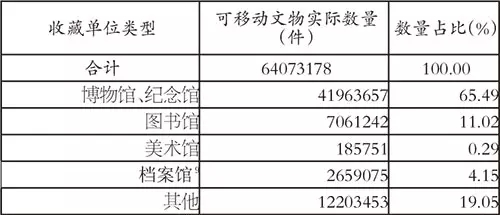 收藏单位类型 可移动文物实际数量(件) 数量占比(%)
合计 64073178 100.00
博物馆、纪念馆 41963657 65.49
图书馆 7061242 11.02
美术馆 185751 0.29
档案馆⁹ 2659075 4.15
其他 12203453 19.05